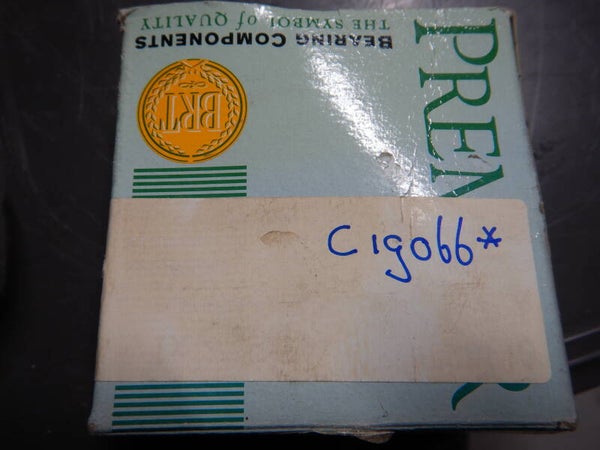 THE SYMBOL of QUALITY
BEARING COMPONENTS
BRT
PREM R
C19066*